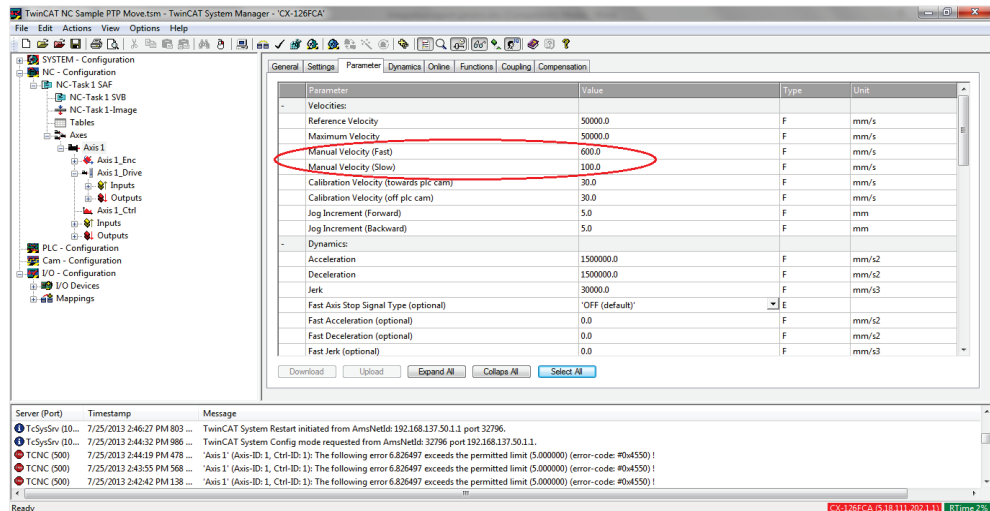 TwinCAT NC Sample PTP Move.tsm - TwinCAT System Manager - 'CX-126FCA'
File Edit Actions View Options Help
SYSTEM - Configuration
NC - Configuration
NC-Task 1 SAF
NC-Task 1 SVB
NC-Task 1-Image
Tables
Axes
Axis 1
Axis 1_Enc
Axis 1_Drive
Inputs
Outputs
Axis 1_Ctrl
Inputs
Outputs
PLC - Configuration
Cam - Configuration
I/O - Configuration
I/O Devices
Mappings
General Settings Parameter Dynamics Online Functions Coupling Compensation
Parameter Value Type Unit
- Velocities:
Reference Velocity 50000.0 F mm/s
Maximum Velocity 50000.0 F mm/s
Manual Velocity (Fast) 600.0 F mm/s
Manual Velocity (Slow) 100.0 F mm/s
Calibration Velocity (towards plc cam) 30.0 F mm/s
Calibration Velocity (off plc cam) 30.0 F mm/s
Jog Increment (Forward) 5.0 F mm
Jog Increment (Backward) 5.0 F mm
- Dynamics:
Acceleration 1500000.0 F mm/s2
Deceleration 1500000.0 F mm/s2
Jerk 30000.0 F mm/s3
Fast Axis Stop Signal Type (optional) 'OFF (default)' E
Fast Acceleration (optional) 0.0 F mm/s2
Fast Deceleration (optional) 0.0 F mm/s2
Fast Jerk (optional) 0.0 F mm/s3
Download Upload Expand All Collaps All Select All
Server (Port) Timestamp Message
TcSysSrv (10... 7/25/2013 2:46:27 PM 803 ... TwinCAT System Restart initiated from AmsNetId: 192.168.137.50.1.1 port 32796.
TcSysSrv (10... 7/25/2013 2:44:32 PM 986 ... TwinCAT System Config mode requested from AmsNetId: 32796 port 192.168.137.50.1.1.
TCNC (500) 7/25/2013 2:44:19 PM 478 ... 'Axis 1' (Axis-ID: 1, Ctrl-ID: 1): The following error 6.826497 exceeds the permitted limit (5.000000) (error-code: #0x4550) !
TCNC (500) 7/25/2013 2:43:55 PM 568 ... 'Axis 1' (Axis-ID: 1, Ctrl-ID: 1): The following error 6.826497 exceeds the permitted limit (5.000000) (error-code: #0x4550) !
TCNC (500) 7/25/2013 2:42:42 PM 138 ... 'Axis 1' (Axis-ID: 1, Ctrl-ID: 1): The following error 6.826497 exceeds the permitted limit (5.000000) (error-code: #0x4550) !
Ready CX-126FCA (5.18.111.202.1.1) RTime 2%